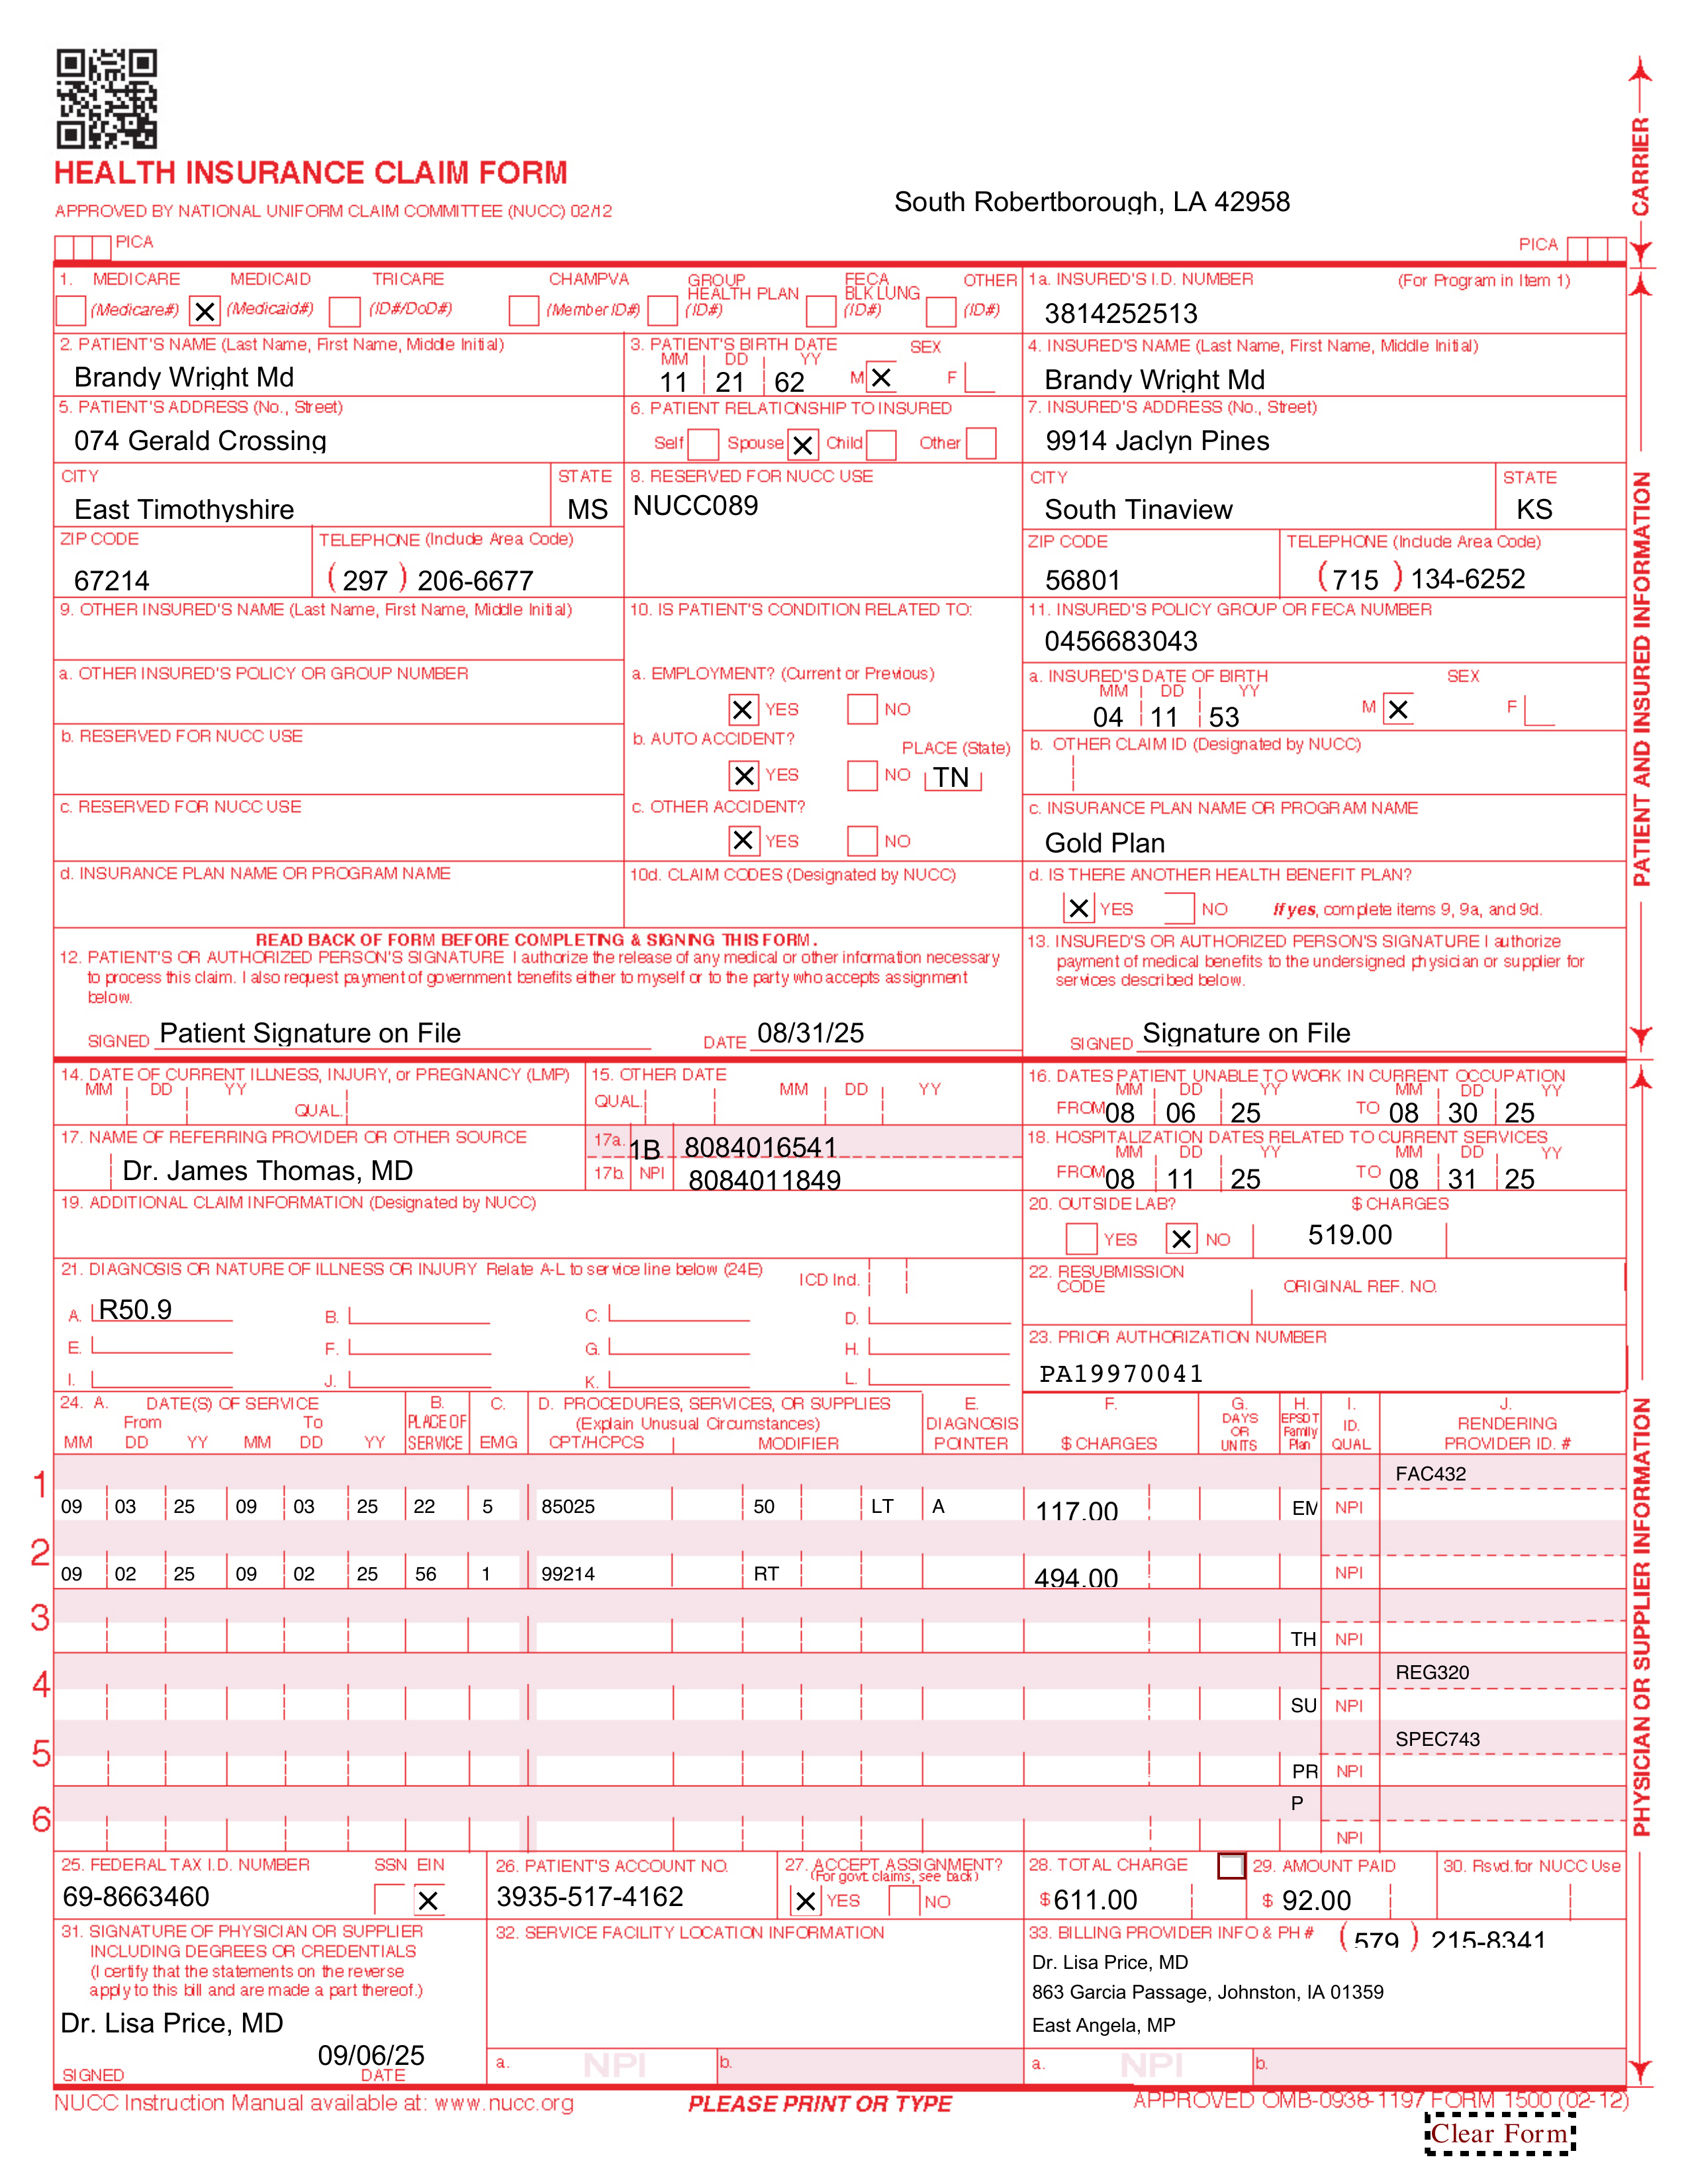 HEALTH INSURANCE CLAIM FORM
APPROVED BY NATIONAL UNIFORM CLAIM COMMITTEE (NUCC) 02/12
South Robertborough, LA 42958
PICA
PICA
CARRIER
1. MEDICARE MEDICAID TRICARE CHAMPVA GROUP HEALTH PLAN FECA BLK LUNG OTHER
(Medicare#) X (Medicaid#) (ID#/DoD#) (Member ID#) (ID#) (ID#) (ID#)
1a. INSURED'S I.D. NUMBER (For Program in Item 1)
3814252513
2. PATIENT'S NAME (Last Name, First Name, Middle Initial)
Brandy Wright Md
3. PATIENT'S BIRTH DATE SEX
MM DD YY
11 21 62 M X F
4. INSURED'S NAME (Last Name, First Name, Middle Initial)
Brandy Wright Md
5. PATIENT'S ADDRESS (No., Street)
074 Gerald Crossing
6. PATIENT RELATIONSHIP TO INSURED
Self Spouse X Child Other
7. INSURED'S ADDRESS (No., Street)
9914 Jaclyn Pines
CITY STATE
East Timothyshire MS
8. RESERVED FOR NUCC USE
NUCC089
CITY STATE
South Tinaview KS
ZIP CODE TELEPHONE (Include Area Code)
67214 (297) 206-6677
ZIP CODE TELEPHONE (Include Area Code)
56801 (715) 134-6252
9. OTHER INSURED'S NAME (Last Name, First Name, Middle Initial)
10. IS PATIENT'S CONDITION RELATED TO:
11. INSURED'S POLICY GROUP OR FECA NUMBER
0456683043
a. OTHER INSURED'S POLICY OR GROUP NUMBER
a. EMPLOYMENT? (Current or Previous)
X YES NO
a. INSURED'S DATE OF BIRTH SEX
MM DD YY
04 11 53 M X F
b. RESERVED FOR NUCC USE
b. AUTO ACCIDENT? PLACE (State)
X YES NO TN
b. OTHER CLAIM ID (Designated by NUCC)
c. RESERVED FOR NUCC USE
c. OTHER ACCIDENT?
X YES NO
c. INSURANCE PLAN NAME OR PROGRAM NAME
Gold Plan
d. INSURANCE PLAN NAME OR PROGRAM NAME
10d. CLAIM CODES (Designated by NUCC)
d. IS THERE ANOTHER HEALTH BENEFIT PLAN?
X YES NO If yes, complete items 9, 9a, and 9d.
PATIENT AND INSURED INFORMATION
READ BACK OF FORM BEFORE COMPLETING & SIGNING THIS FORM.
12. PATIENT'S OR AUTHORIZED PERSON'S SIGNATURE I authorize the release of any medical or other information necessary
to process this claim. I also request payment of government benefits either to myself or to the party who accepts assignment
below.
SIGNED Patient Signature on File DATE 08/31/25
13. INSURED'S OR AUTHORIZED PERSON'S SIGNATURE I authorize
payment of medical benefits to the undersigned physician or supplier for
services described below.
SIGNED Signature on File
14. DATE OF CURRENT ILLNESS, INJURY, or PREGNANCY (LMP)
MM DD YY
QUAL.
15. OTHER DATE
QUAL. MM DD YY
16. DATES PATIENT UNABLE TO WORK IN CURRENT OCCUPATION
MM DD YY MM DD YY
FROM 08 06 25 TO 08 30 25
17. NAME OF REFERRING PROVIDER OR OTHER SOURCE
Dr. James Thomas, MD
17a. 1B 8084016541
17b. NPI 8084011849
18. HOSPITALIZATION DATES RELATED TO CURRENT SERVICES
MM DD YY MM DD YY
FROM 08 11 25 TO 08 31 25
19. ADDITIONAL CLAIM INFORMATION (Designated by NUCC)
20. OUTSIDE LAB? $ CHARGES
YES X NO 519.00
21. DIAGNOSIS OR NATURE OF ILLNESS OR INJURY Relate A-L to service line below (24E) ICD Ind.
A. R50.9 B. C. D.
E. F. G. H.
I. J. K. L.
22. RESUBMISSION CODE ORIGINAL REF. NO.
23. PRIOR AUTHORIZATION NUMBER
PA19970041
24. A. DATE(S) OF SERVICE B. C. D. PROCEDURES, SERVICES, OR SUPPLIES E. F. G. H. I. J.
From To PLACE OF (Explain Unusual Circumstances) DIAGNOSIS DAYS OR EPSDT Family ID. RENDERING
MM DD YY MM DD YY SERVICE EMG CPT/HCPCS MODIFIER POINTER $ CHARGES UNITS Plan QUAL. PROVIDER ID. #
1
FAC432
09 03 25 09 03 25 22 5 85025 50 LT A 117.00 EM NPI
2
09 02 25 09 02 25 56 1 99214 RT 494.00 NPI
3
TH NPI
4
REG320
SU NPI
5
SPEC743
PR NPI
6
P
NPI
25. FEDERAL TAX I.D. NUMBER SSN EIN
69-8663460 X
26. PATIENT'S ACCOUNT NO.
3935-517-4162
27. ACCEPT ASSIGNMENT?
(For govt. claims, see back)
X YES NO
28. TOTAL CHARGE
$ 611.00
29. AMOUNT PAID
$ 92.00
30. Rsvd. for NUCC Use
31. SIGNATURE OF PHYSICIAN OR SUPPLIER
INCLUDING DEGREES OR CREDENTIALS
(I certify that the statements on the reverse
apply to this bill and are made a part thereof.)
Dr. Lisa Price, MD
09/06/25
SIGNED DATE
32. SERVICE FACILITY LOCATION INFORMATION
a. NPI b.
33. BILLING PROVIDER INFO & PH # (579) 215-8341
Dr. Lisa Price, MD
863 Garcia Passage, Johnston, IA 01359
East Angela, MP
a. NPI b.
PHYSICIAN OR SUPPLIER INFORMATION
NUCC Instruction Manual available at: www.nucc.org
PLEASE PRINT OR TYPE
APPROVED OMB-0938-1197 FORM 1500 (02-12)
Clear Form